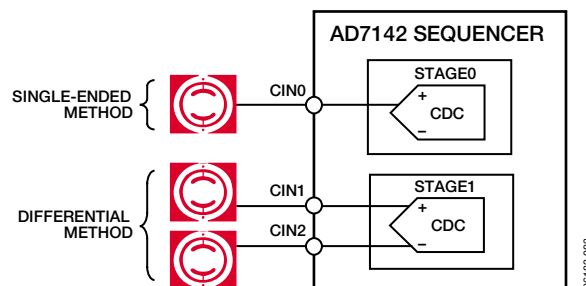 AD7142 SEQUENCER
STAGE0
SINGLE-ENDED
METHOD
CIN0
+
CDC
–
STAGE1
DIFFERENTIAL
METHOD
CIN1
CIN2
+
CDC
–